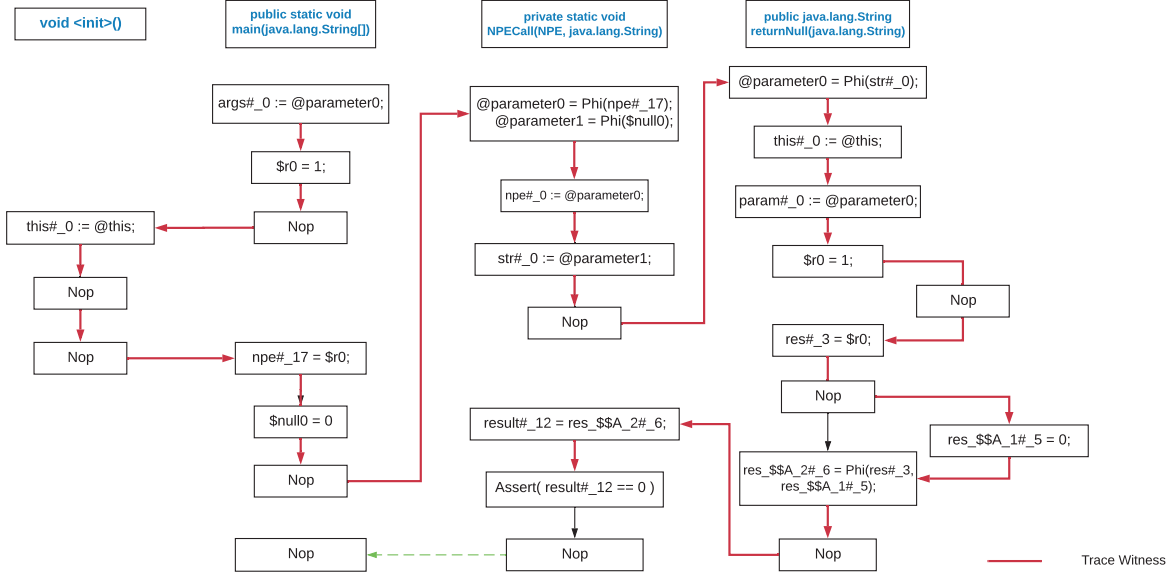 void <init>()
public static void
main(java.lang.String[])
private static void
NPECall(NPE, java.lang.String)
public java.lang.String
returnNull(java.lang.String)
args#_0 := @parameter0;
$r0 = 1;
Nop
this#_0 := @this;
Nop
Nop
npe#_17 = $r0;
$null0 = 0
Nop
@parameter0 = Phi(npe#_17);
@parameter1 = Phi($null0);
npe#_0 := @parameter0;
str#_0 := @parameter1;
Nop
@parameter0 = Phi(str#_0);
this#_0 := @this;
param#_0 := @parameter0;
$r0 = 1;
Nop
res#_3 = $r0;
Nop
res_$$A_1#_5 = 0;
res_$$A_2#_6 = Phi(res#_3,
res_$$A_1#_5);
Nop
result#_12 = res_$$A_2#_6;
Assert( result#_12 == 0 )
Nop
Nop
Trace Witness